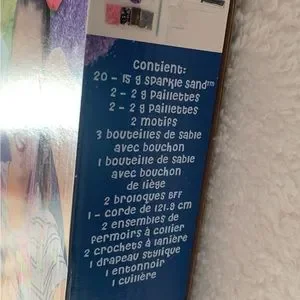 Contient:
20 - 15 g sparkle sand™
2 - 2 g Paillettes
2 - 2 g Paillettes
2 motifs
3 bouteilles de sable
avec bouchon
1 bouteille de sable
avec bouchon
de liège
2 breloques BFF
1 - corde de 121.9 cm
2 ensembles de
fermoirs à collier
2 crochets à lanière
1 drapeau stylique
1 entonnoir
1 cuillère